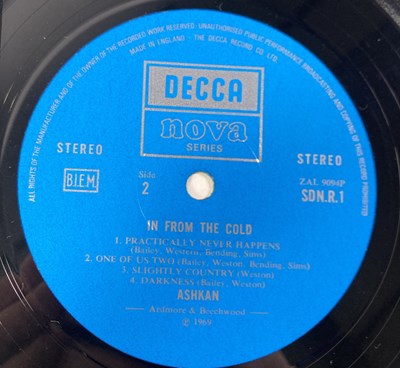 ALL RIGHTS OF THE MANUFACTURER AND OF THE OWNER OF THE RECORDED WORK RESERVED · UNAUTHORISED PUBLIC PERFORMANCE BROADCASTING AND COPYING OF THIS RECORD PROHIBITED
MADE IN ENGLAND · THE DECCA RECORD CO. LTD.
DECCA
nova
SERIES
STEREO
STEREO
B.I.E.M.
Side
2
ZAL 9094P
SDN.R.1
IN FROM THE COLD
1. PRACTICALLY NEVER HAPPENS
(Bailey, Weston, Bending, Sims)
2. ONE OF US TWO (Bailey, Weston, Bending, Sims)
3. SLIGHTLY COUNTRY (Weston)
4. DARKNESS (Bailey, Weston)
ASHKAN
Ardmore & Beechwood
℗ 1969